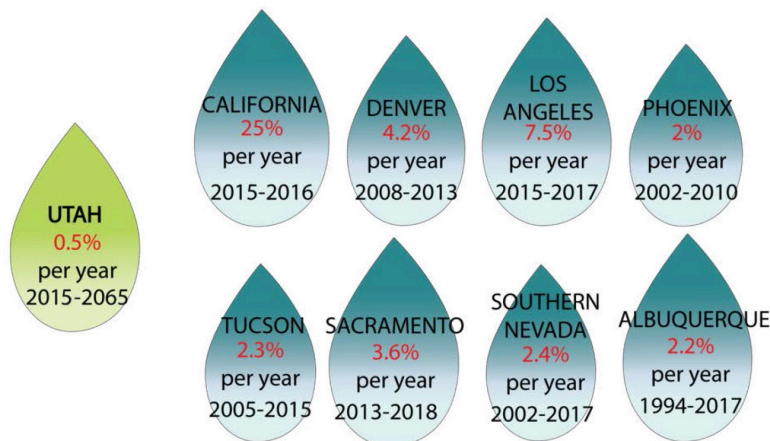 CALIFORNIA
25%
per year
2015-2016
DENVER
4.2%
per year
2008-2013
LOS
ANGELES
7.5%
per year
2015-2017
PHOENIX
2%
per year
2002-2010
UTAH
0.5%
per year
2015-2065
TUCSON
2.3%
per year
2005-2015
SACRAMENTO
3.6%
per year
2013-2018
SOUTHERN
NEVADA
2.4%
per year
2002-2017
ALBUQUERQUE
2.2%
per year
1994-2017